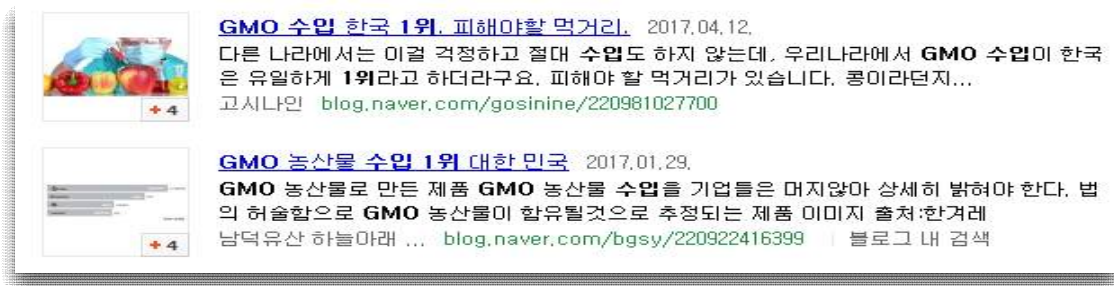 GMO 수입 한국 1위. 피해야할 먹거리. 2017.04.12.
다른 나라에서는 이걸 걱정하고 절대 수입도 하지 않는데, 우리나라에서 GMO 수입이 한국
은 유일하게 1위라고 하더라구요. 피해야 할 먹거리가 있습니다. 콩이라던지...
+ 4
고시나인 blog.naver.com/gosinine/220981027700
GMO 농산물 수입 1위 대한 민국 2017.01.29.
GMO 농산물로 만든 제품 GMO 농산물 수입을 기업들은 머지않아 상세히 밝혀야 한다. 법
의 허술함으로 GMO 농산물이 함유될것으로 추정되는 제품 이미지 출처:한겨레
+ 4
남덕유산 하늘아래 ... blog.naver.com/bgsy/220922416399 | 블로그 내 검색